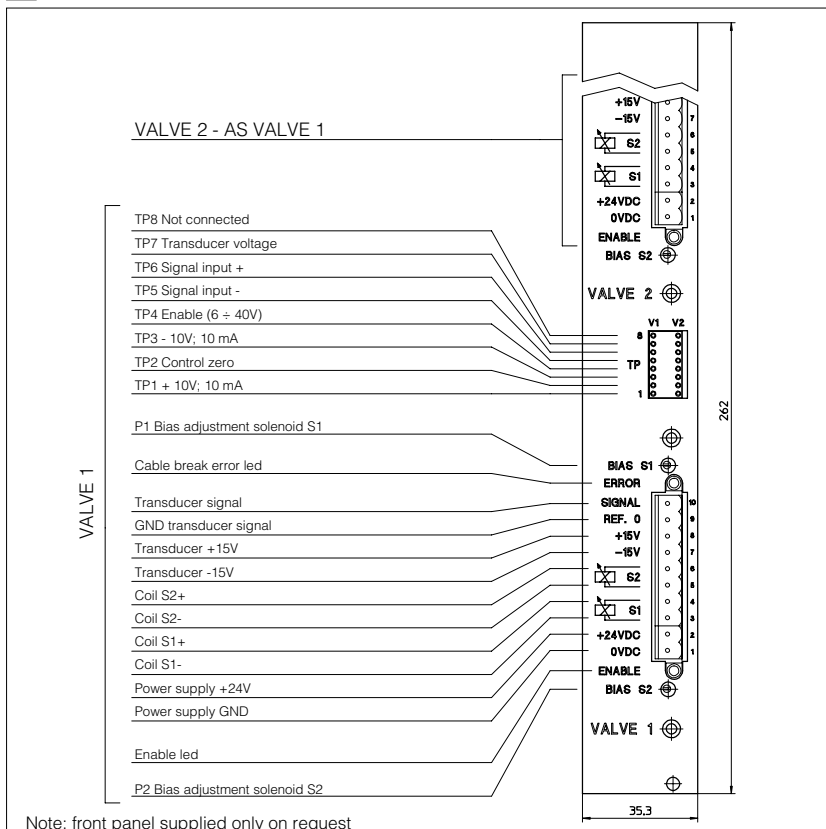 VALVE 2 - AS VALVE 1
+15V
-15V
7
6
S2
5
4
S1
3
+24VDC
2
0VDC
1
ENABLE
BIAS S2
VALVE 2
V1 V2
8
TP
1
262
VALVE 1
TP8 Not connected
TP7 Transducer voltage
TP6 Signal input +
TP5 Signal input -
TP4 Enable (6 ÷ 40V)
TP3 - 10V; 10 mA
TP2 Control zero
TP1 + 10V; 10 mA
P1 Bias adjustment solenoid S1
Cable break error led
Transducer signal
GND transducer signal
Transducer +15V
Transducer -15V
Coil S2+
Coil S2-
Coil S1+
Coil S1-
Power supply +24V
Power supply GND
Enable led
P2 Bias adjustment solenoid S2
BIAS S1
ERROR
SIGNAL 10
REF. 0 9
+15V 8
-15V 7
6
S2
5
4
S1
3
+24VDC 2
0VDC 1
ENABLE
BIAS S2
VALVE 1
35,3
Note: front panel supplied only on request